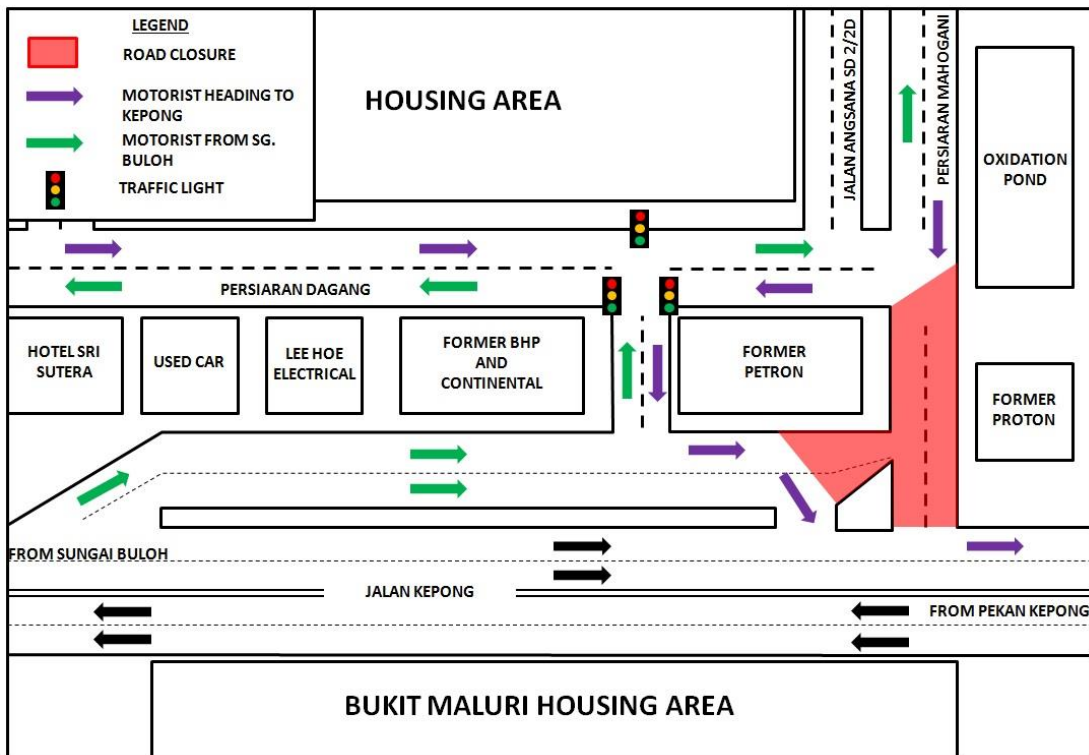 LEGEND
ROAD CLOSURE
MOTORIST HEADING TO
KEPONG
MOTORIST FROM SG.
BULOH
TRAFFIC LIGHT
HOUSING AREA
JALAN ANGSANA SD 2/2D
PERSIARAN MAHOGANI
OXIDATION
POND
PERSIARAN DAGANG
HOTEL SRI
SUTERA
USED CAR
LEE HOE
ELECTRICAL
FORMER BHP
AND
CONTINENTAL
FORMER
PETRON
FORMER
PROTON
FROM SUNGAI BULOH
JALAN KEPONG
FROM PEKAN KEPONG
BUKIT MALURI HOUSING AREA